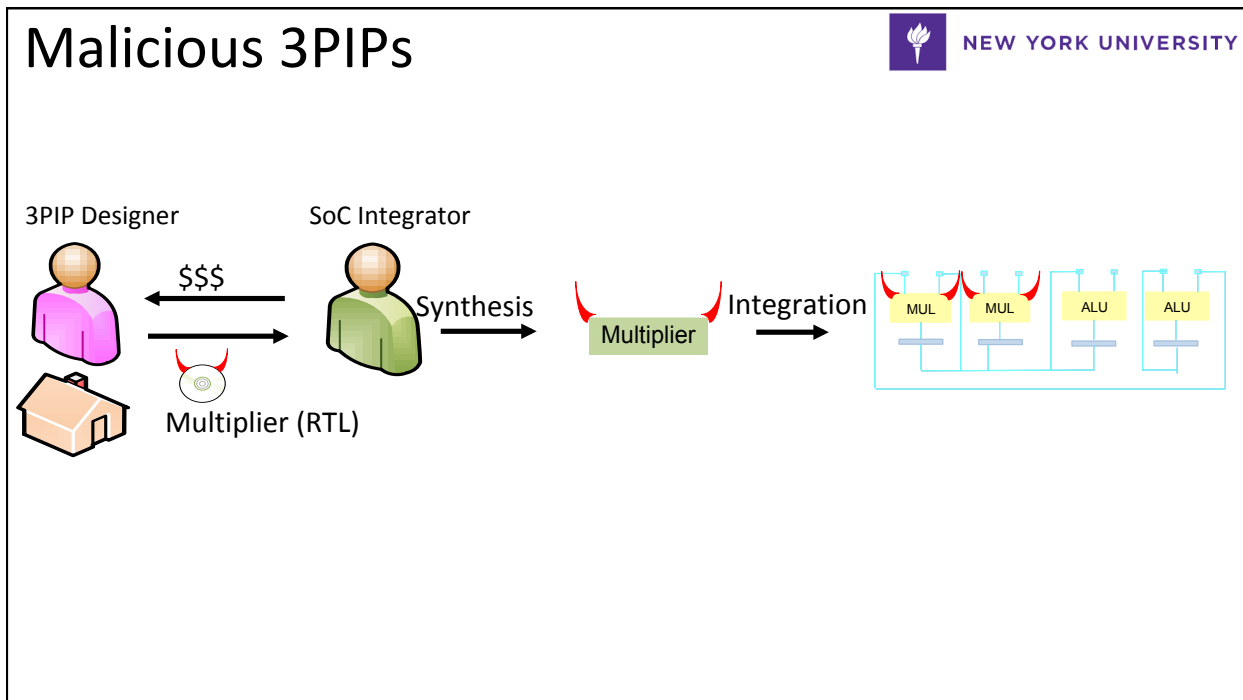 Malicious 3PIPs
NEW YORK UNIVERSITY
3PIP Designer
SoC Integrator
$$$
Synthesis
Multiplier
Integration
MUL
MUL
ALU
ALU
Multiplier (RTL)